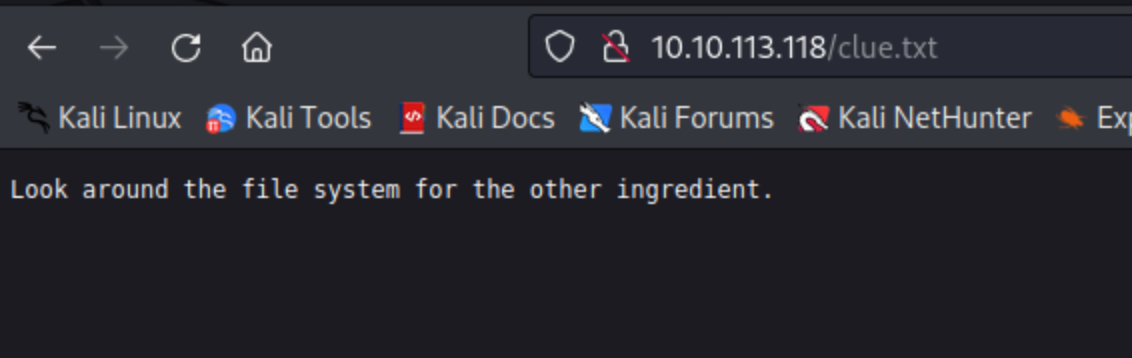 10.10.113.118/clue.txt
Kali Linux Kali Tools Kali Docs Kali Forums Kali NetHunter Exp
Look around the file system for the other ingredient.